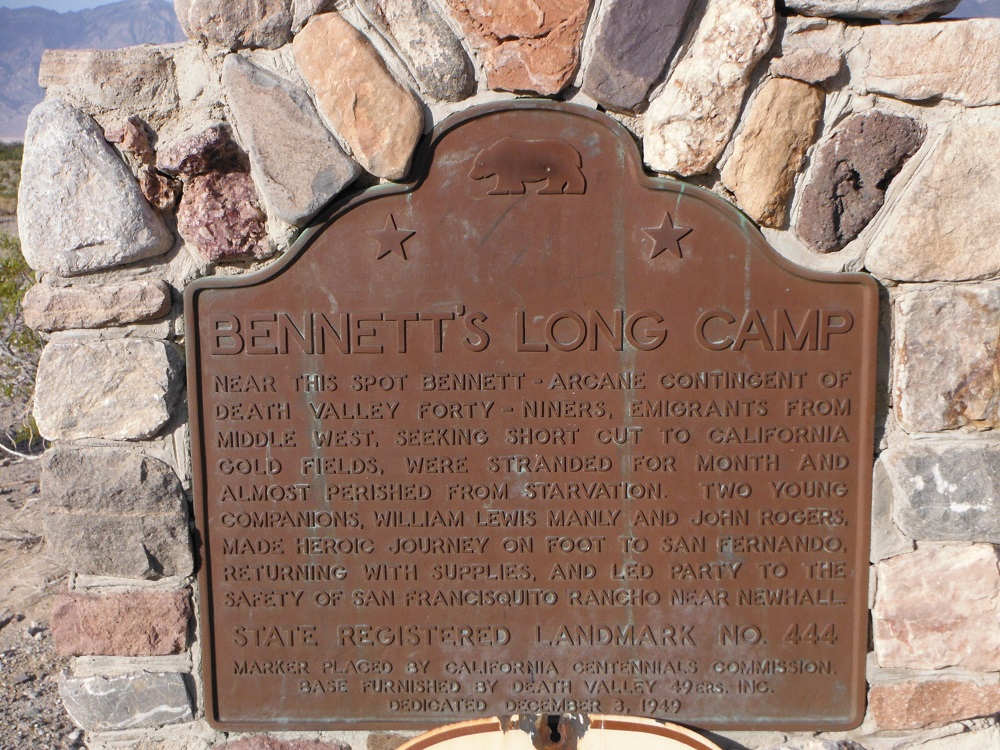 BENNETT'S LONG CAMP
NEAR THIS SPOT BENNETT - ARCANE CONTINGENT OF
DEATH VALLEY FORTY - NINERS, EMIGRANTS FROM
MIDDLE WEST, SEEKING SHORT CUT TO CALIFORNIA
GOLD FIELDS, WERE STRANDED FOR MONTH AND
ALMOST PERISHED FROM STARVATION. TWO YOUNG
COMPANIONS, WILLIAM LEWIS MANLY AND JOHN ROGERS,
MADE HEROIC JOURNEY ON FOOT TO SAN FERNANDO,
RETURNING WITH SUPPLIES, AND LED PARTY TO THE
SAFETY OF SAN FRANCISQUITO RANCHO NEAR NEWHALL.
STATE REGISTERED LANDMARK NO. 444
MARKER PLACED BY CALIFORNIA CENTENNIALS COMMISSION.
BASE FURNISHED BY DEATH VALLEY 49ERS, INC.
DEDICATED DECEMBER 3, 1949